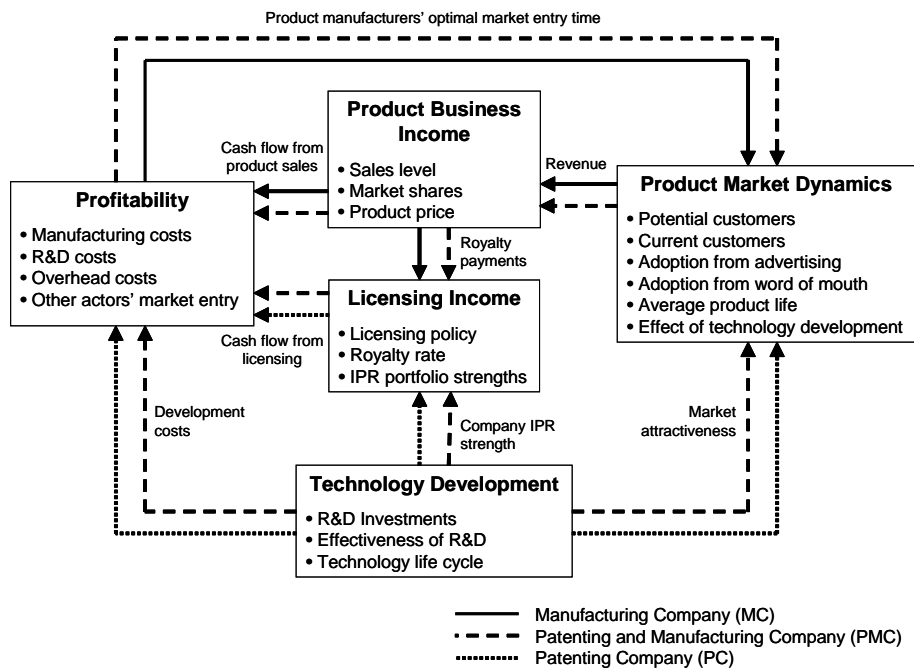 Product manufacturers' optimal market entry time
Product Business
Income
• Sales level
• Market shares
• Product price
Cash flow from
product sales
Revenue
Profitability
• Manufacturing costs
• R&D costs
• Overhead costs
• Other actors' market entry
Product Market Dynamics
• Potential customers
• Current customers
• Adoption from advertising
• Adoption from word of mouth
• Average product life
• Effect of technology development
Royalty
payments
Licensing Income
• Licensing policy
• Royalty rate
• IPR portfolio strengths
Cash flow from
licensing
Development
costs
Company IPR
strength
Market
attractiveness
Technology Development
• R&D Investments
• Effectiveness of R&D
• Technology life cycle
Manufacturing Company (MC)
Patenting and Manufacturing Company (PMC)
Patenting Company (PC)